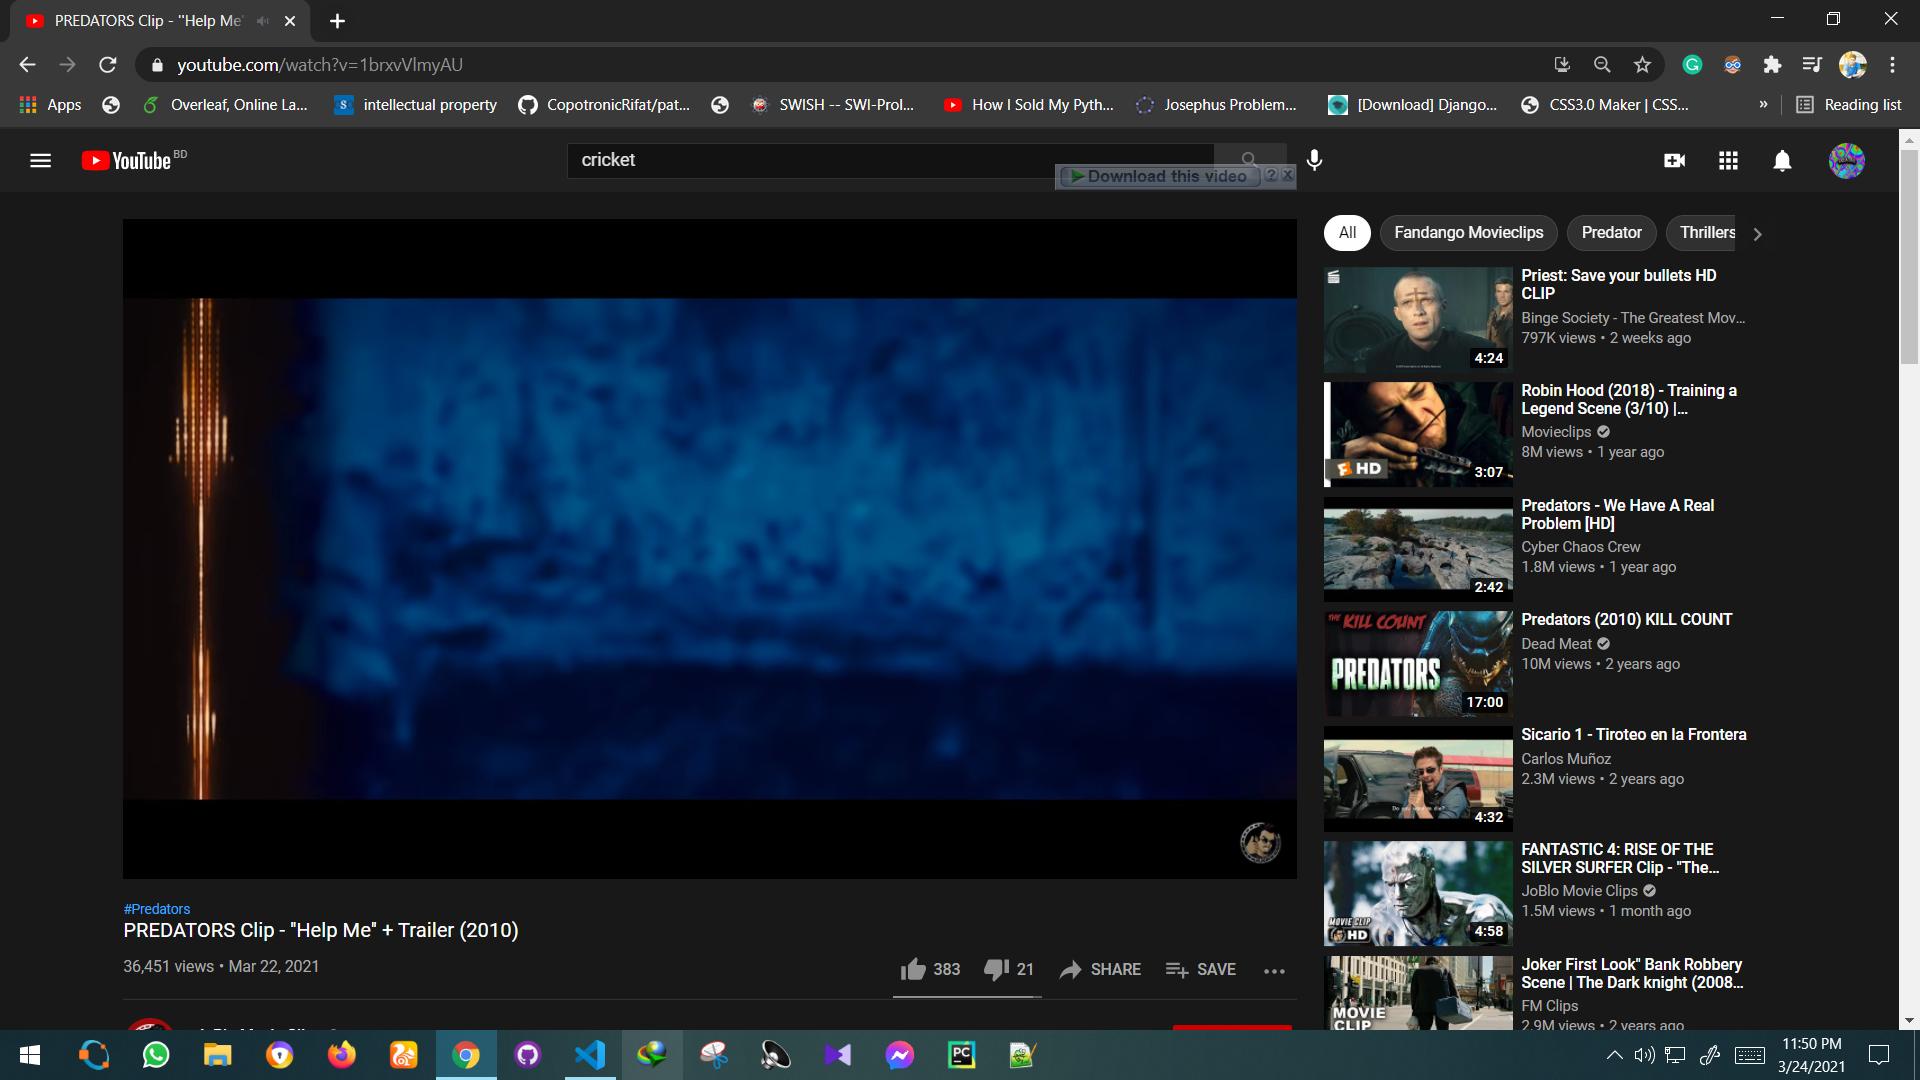 PREDATORS Clip - "Help Me"
youtube.com/watch?v=1brxvVlmyAU
Apps
Overleaf, Online La...
intellectual property
CopotronicRifat/pat...
SWISH -- SWI-Prol...
How I Sold My Pyth...
Josephus Problem...
[Download] Django...
CSS3.0 Maker | CSS...
»
Reading list
YouTube BD
cricket
Download this video ? X
All
Fandango Movieclips
Predator
Thrillers
Priest: Save your bullets HD
CLIP
Binge Society - The Greatest Mov...
797K views • 2 weeks ago
4:24
Robin Hood (2018) - Training a
Legend Scene (3/10) |...
Movieclips
8M views • 1 year ago
HD
3:07
Predators - We Have A Real
Problem [HD]
Cyber Chaos Crew
1.8M views • 1 year ago
2:42
THE KILL COUNT
PREDATORS
17:00
Predators (2010) KILL COUNT
Dead Meat
10M views • 2 years ago
Sicario 1 - Tiroteo en la Frontera
Carlos Muñoz
2.3M views • 2 years ago
Do you want to die?
4:32
FANTASTIC 4: RISE OF THE
SILVER SURFER Clip - "The...
JoBlo Movie Clips
1.5M views • 1 month ago
MOVIE CLIP
HD
4:58
Joker First Look" Bank Robbery
Scene | The Dark knight (2008...
FM Clips
2.9M views • 2 years ago
MOVIE
CLIP
#Predators
PREDATORS Clip - "Help Me" + Trailer (2010)
36,451 views • Mar 22, 2021
383
21
SHARE
SAVE
PC
11:50 PM
3/24/2021